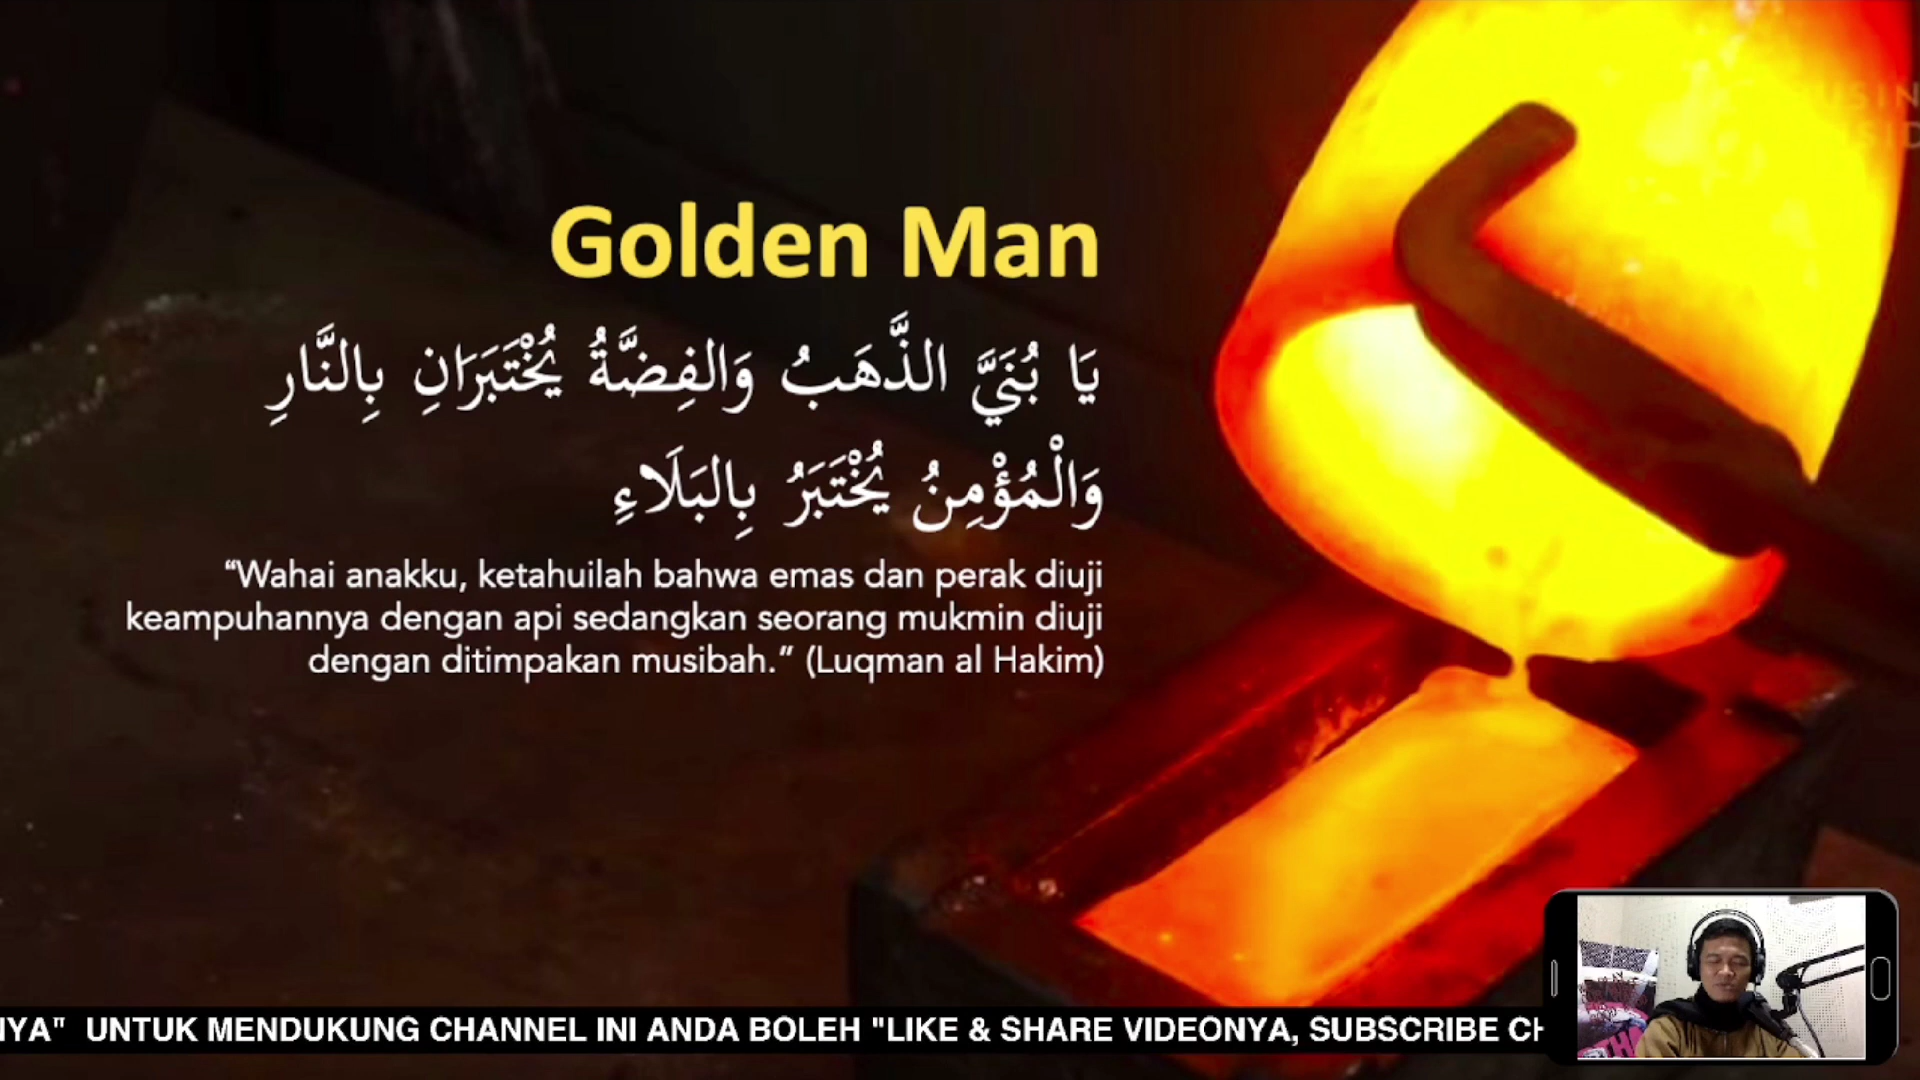 Golden Man
يَا بُنَيَّ الذَّهَبُ وَالفِضَّةُ يُخْتَبَرَانِ بِالنَّارِ
وَالْمُؤْمِنُ يُخْتَبَرُ بِالبَلَاءِ
“Wahai anakku, ketahuilah bahwa emas dan perak diuji
keampuhannya dengan api sedangkan seorang mukmin diuji
dengan ditimpakan musibah.” (Luqman al Hakim)
NYA" UNTUK MENDUKUNG CHANNEL INI ANDA BOLEH "LIKE & SHARE VIDEONYA, SUBSCRIBE CH